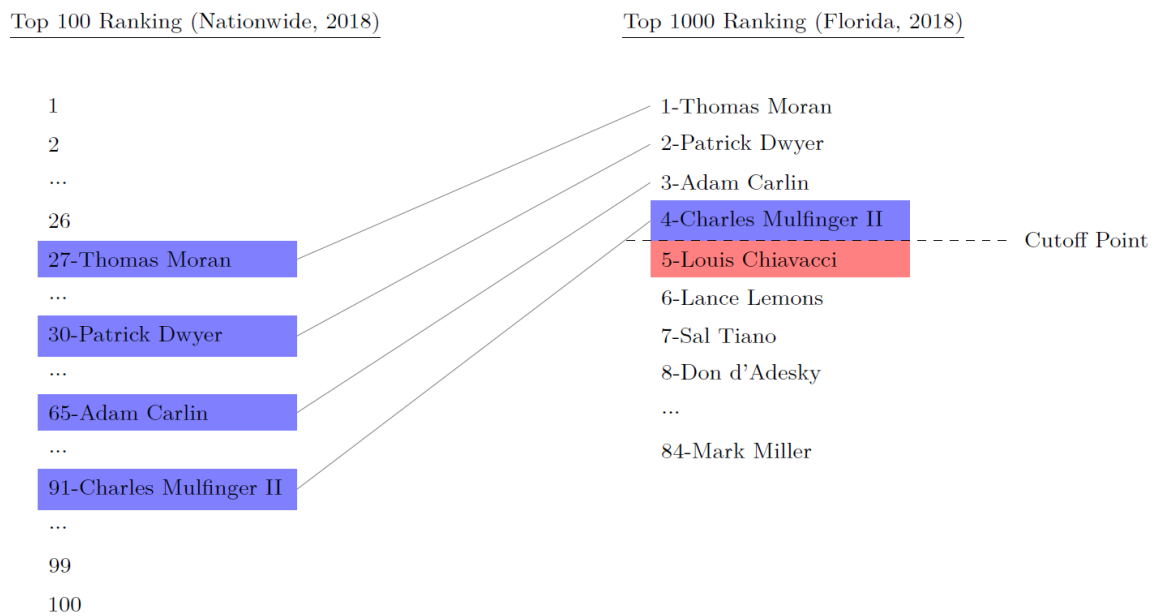 Top 100 Ranking (Nationwide, 2018)
1
2
...
26
27-Thomas Moran
...
30-Patrick Dwyer
...
65-Adam Carlin
...
91-Charles Mulfinger II
...
99
100
Top 1000 Ranking (Florida, 2018)
1-Thomas Moran
2-Patrick Dwyer
3-Adam Carlin
4-Charles Mulfinger II
Cutoff Point
5-Louis Chiavacci
6-Lance Lemons
7-Sal Tiano
8-Don d'Adesky
...
84-Mark Miller